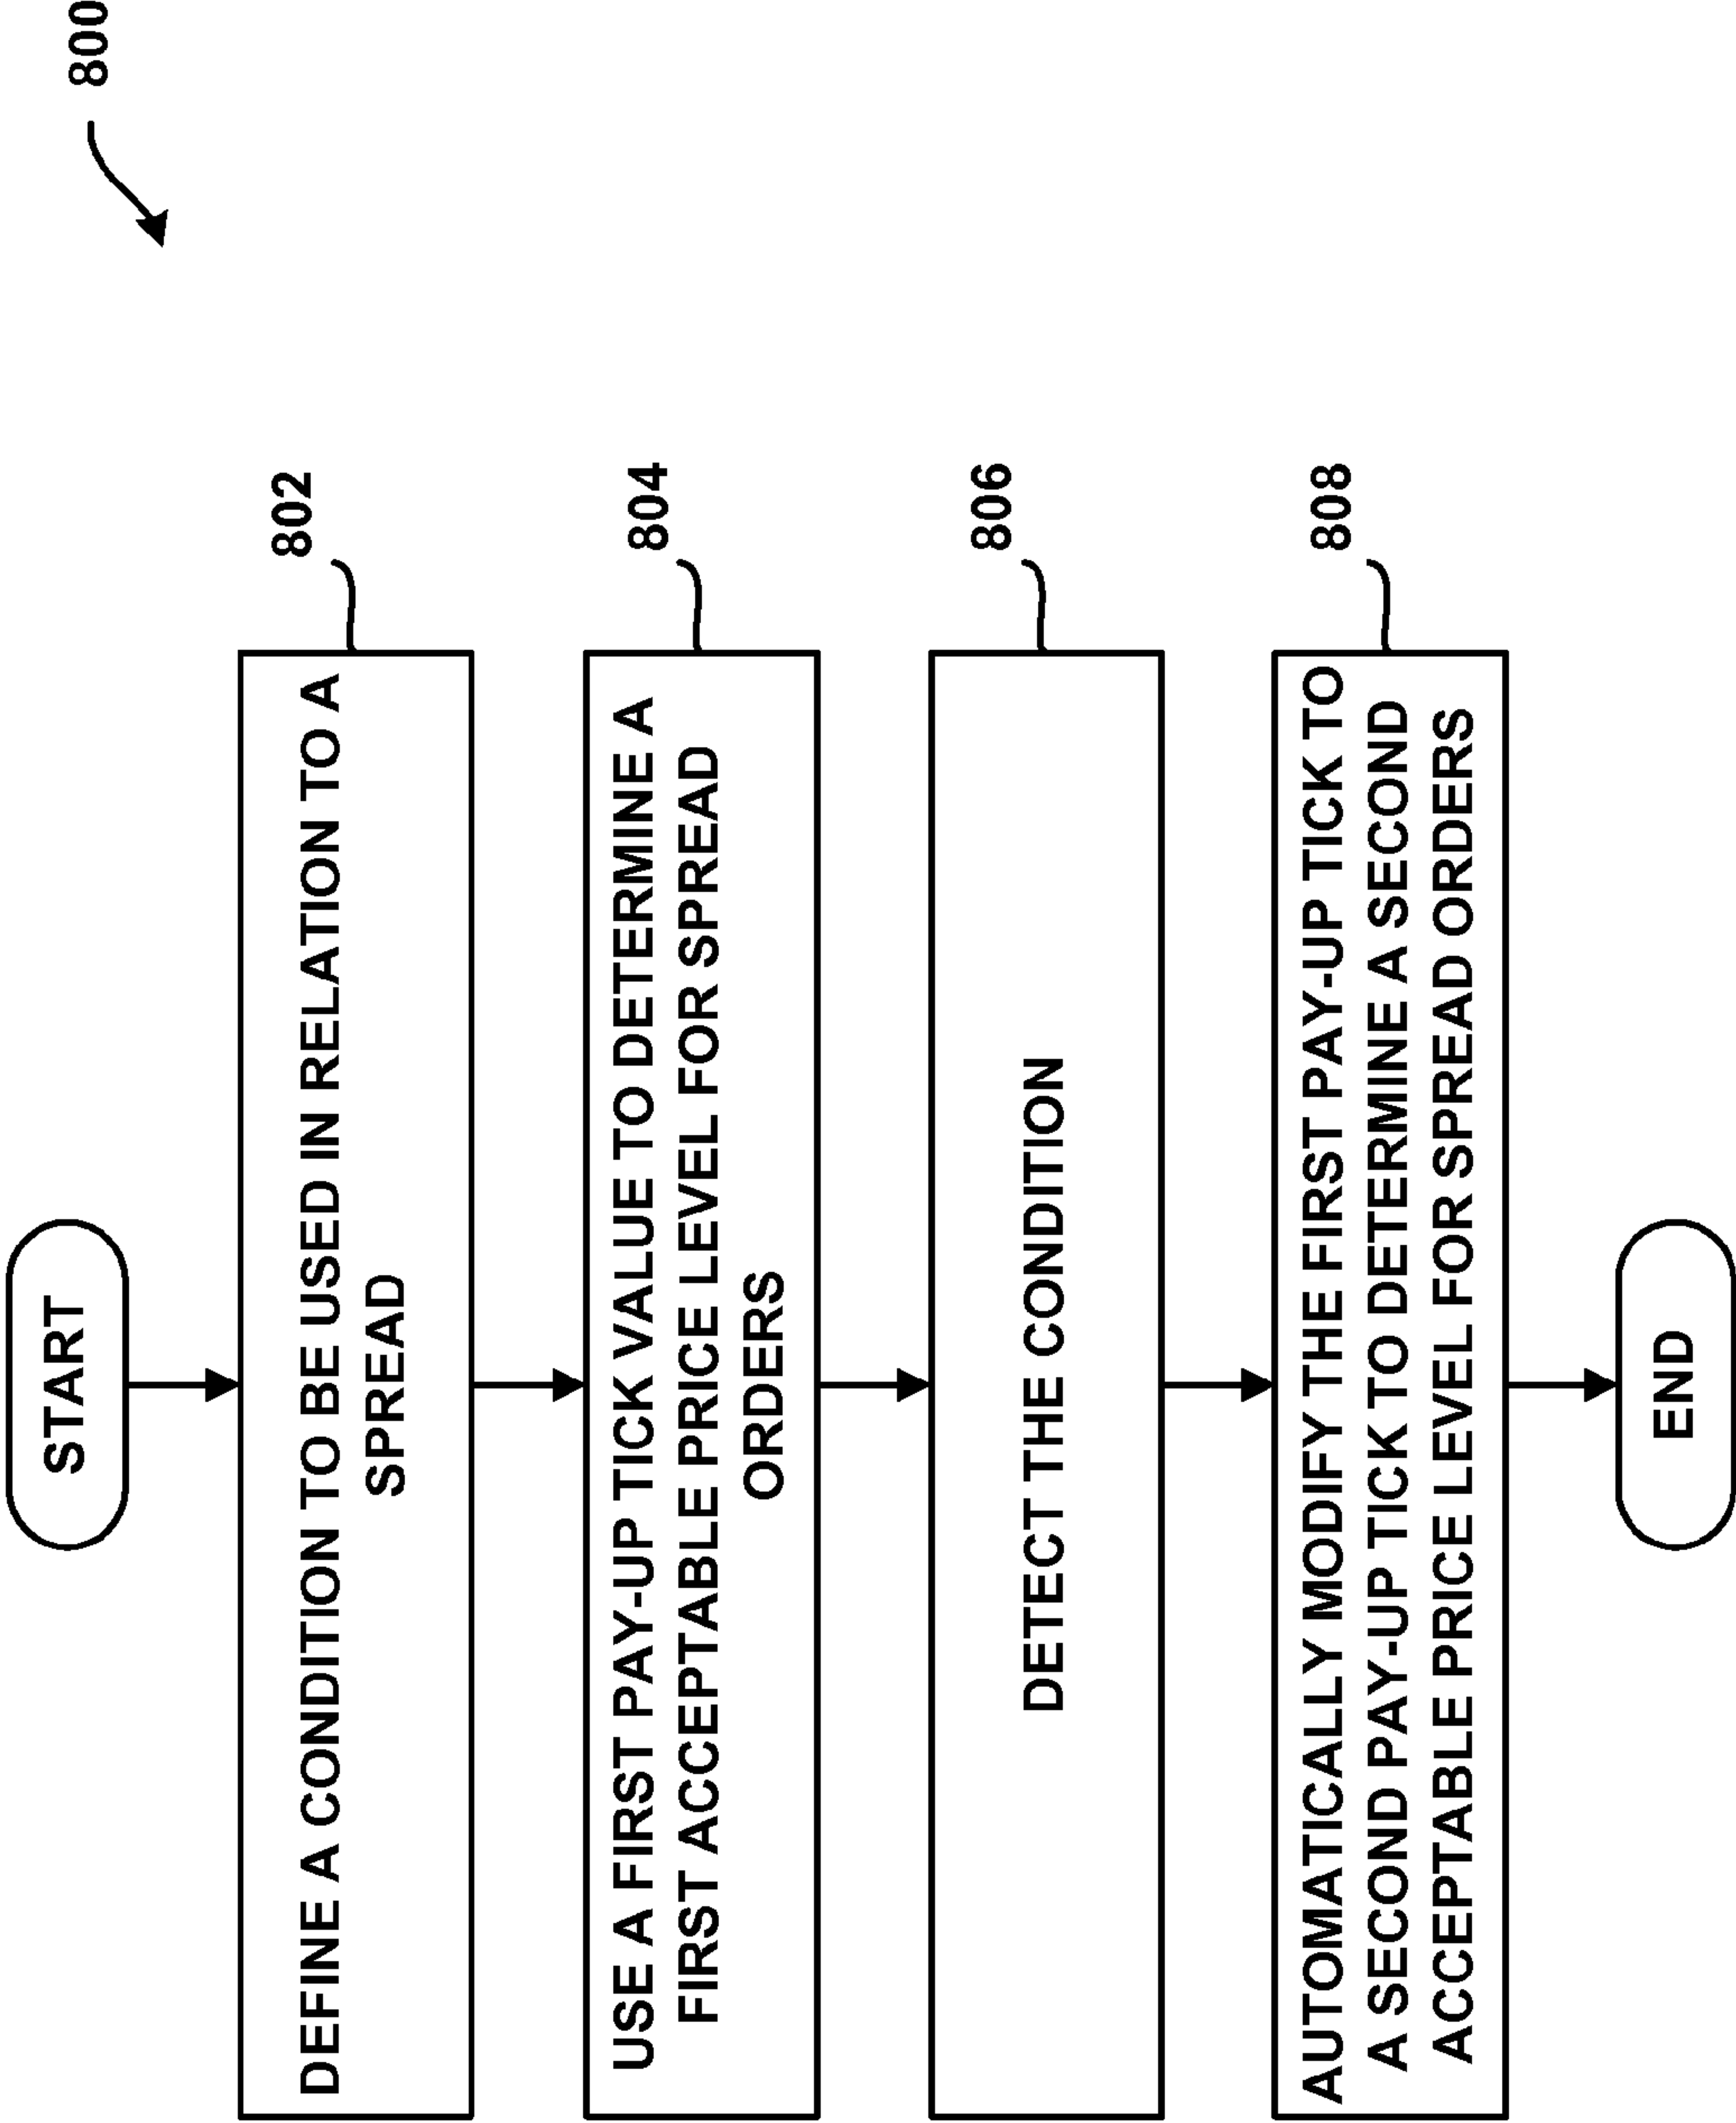 800
START
DEFINE A CONDITION TO BE USED IN RELATION TO A
SPREAD
802
USE A FIRST PAY-UP TICK VALUE TO DETERMINE A
FIRST ACCEPTABLE PRICE LEVEL FOR SPREAD
ORDERS
804
DETECT THE CONDITION
806
AUTOMATICALLY MODIFY THE FIRST PAY-UP TICK TO
A SECOND PAY-UP TICK TO DETERMINE A SECOND
ACCEPTABLE PRICE LEVEL FOR SPREAD ORDERS
808
END